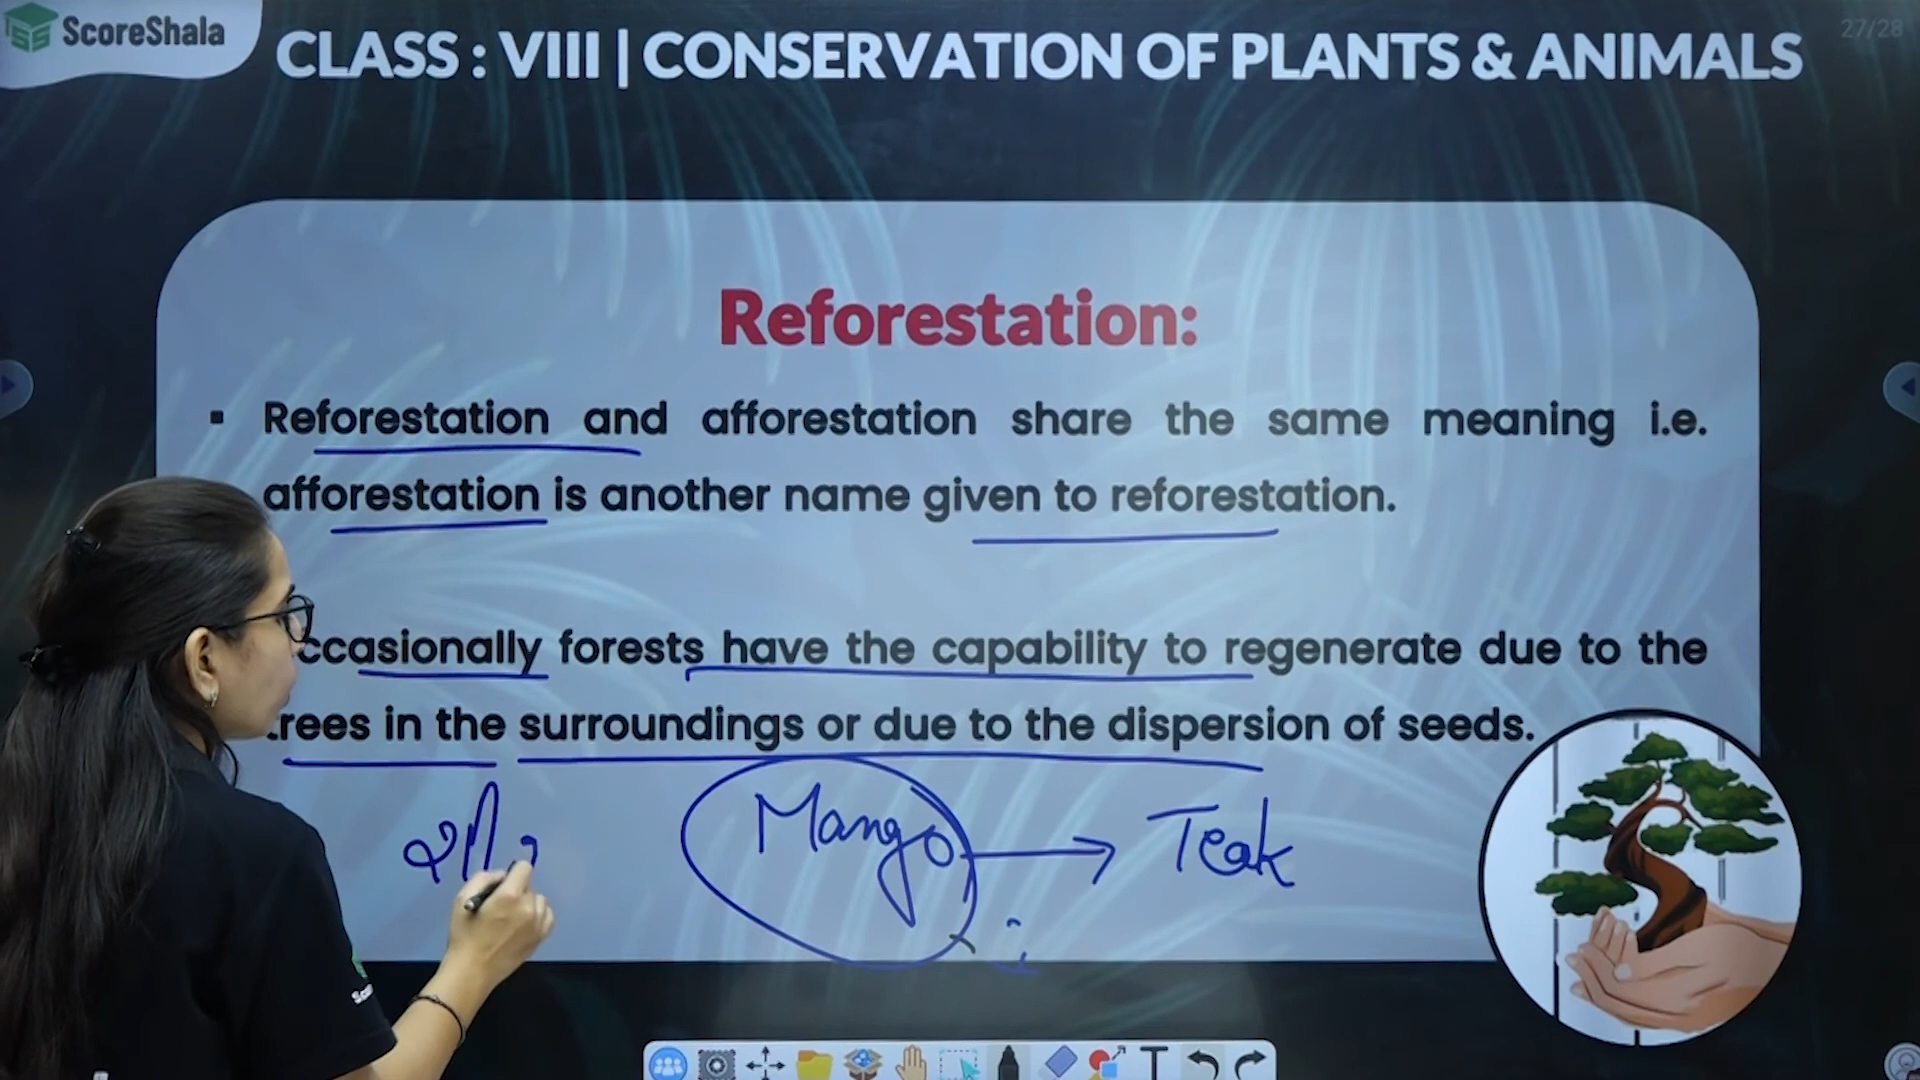 ScoreShala
27/28
CLASS : VIII | CONSERVATION OF PLANTS & ANIMALS
Reforestation:
▪ Reforestation and afforestation share the same meaning i.e.
afforestation is another name given to reforestation.
ccasionally forests have the capability to regenerate due to the
rees in the surroundings or due to the dispersion of seeds.
Mango → Teak